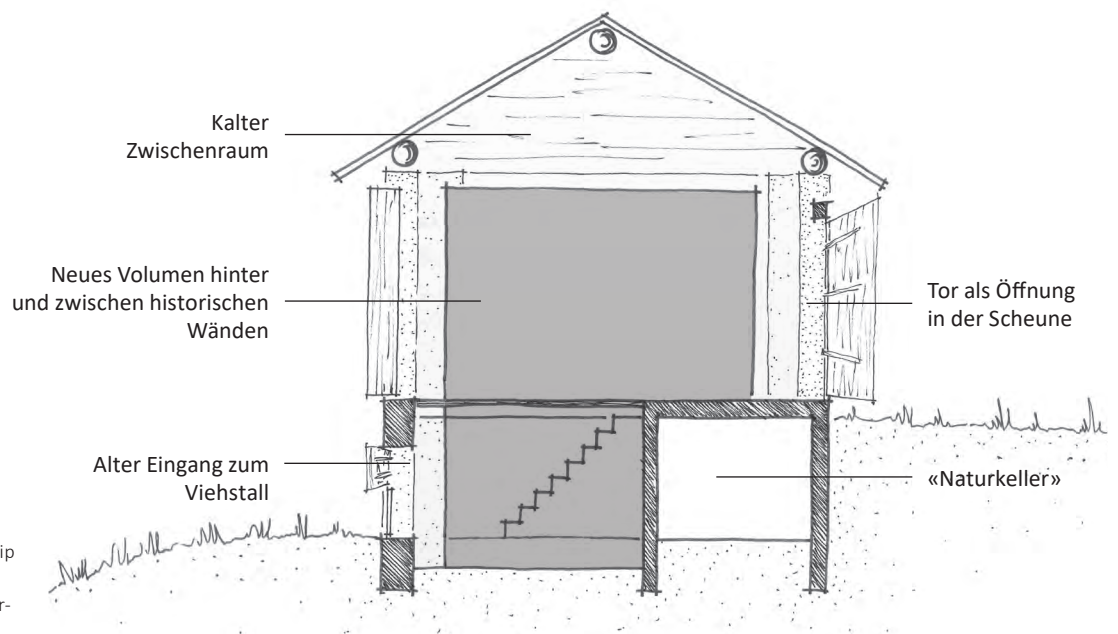 Kalter
Zwischenraum
Neues Volumen hinter
und zwischen historischen
Wänden
Tor als Öffnung
in der Scheune
Alter Eingang zum
Viehstall
«Naturkeller»
ip
r-